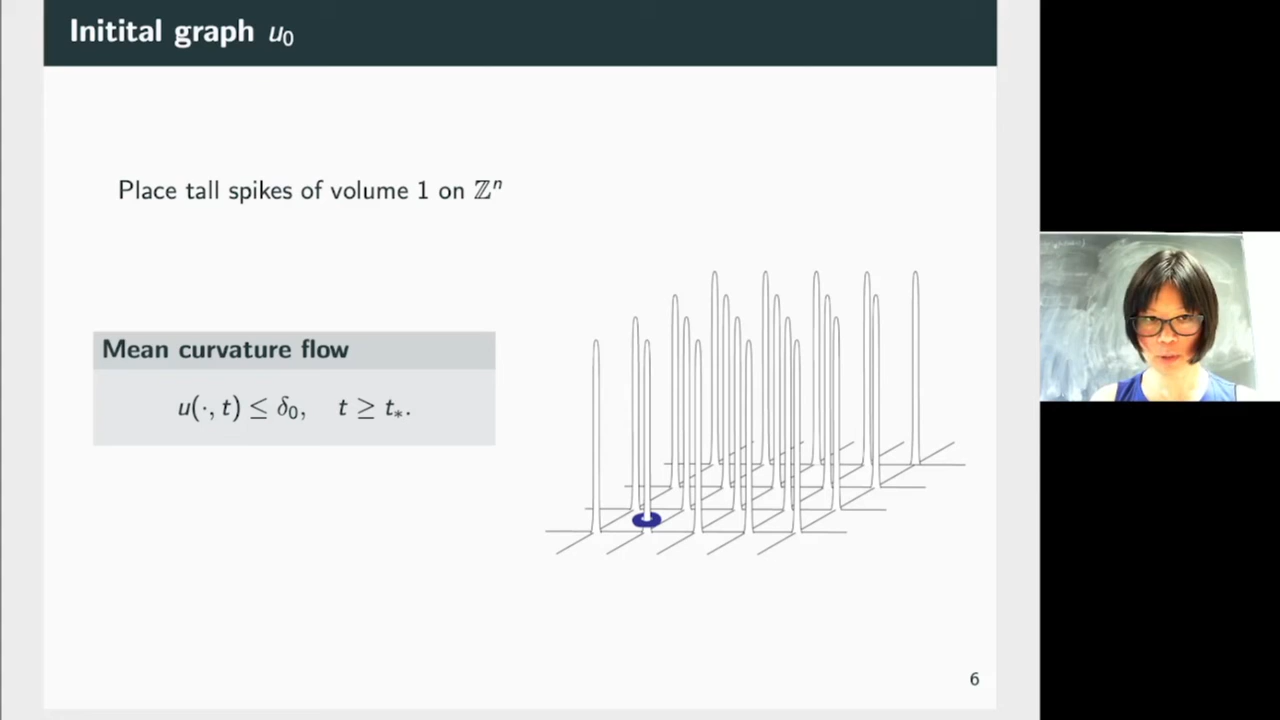 Initital graph u₀
Place tall spikes of volume 1 on ℤⁿ
Mean curvature flow
u(·, t) ≤ δ₀, t ≥ t∗.
6